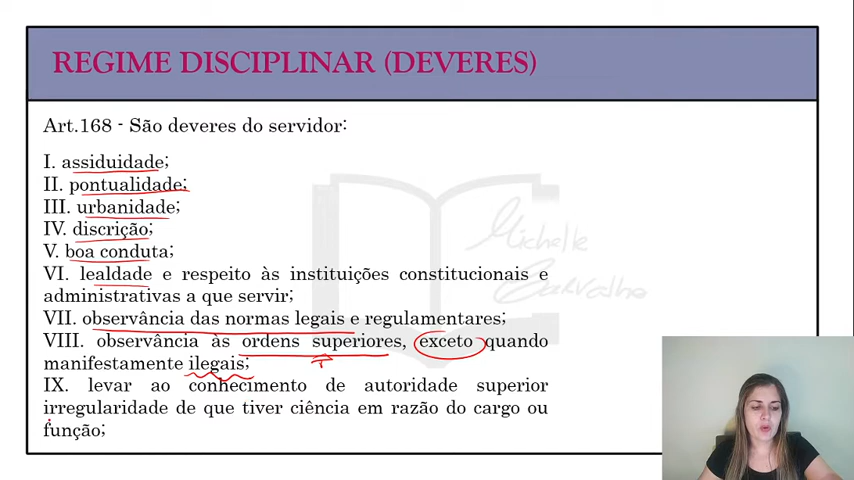 REGIME DISCIPLINAR (DEVERES)
Art.168 - São deveres do servidor:
I. assiduidade;
II. pontualidade;
III. urbanidade;
IV. discrição;
V. boa conduta;
VI. lealdade e respeito às instituições constitucionais e
administrativas a que servir;
VII. observância das normas legais e regulamentares;
VIII. observância às ordens superiores, exceto quando
manifestamente ilegais;
IX. levar ao conhecimento de autoridade superior
irregularidade de que tiver ciência em razão do cargo ou
função;
Michelle
Carvalho